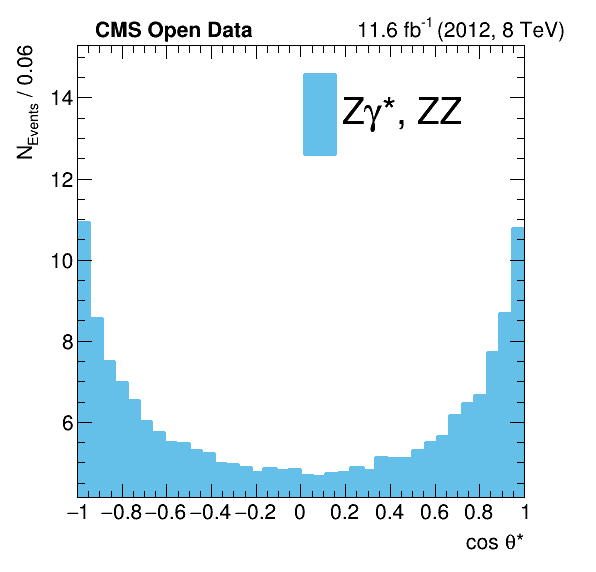 CMS Open Data
11.6 fb⁻¹ (2012, 8 TeV)
N_Events / 0.06
14
12
10
8
6
Zγ*, ZZ
−1 −0.8 −0.6 −0.4 −0.2 0 0.2 0.4 0.6 0.8 1
cos θ*